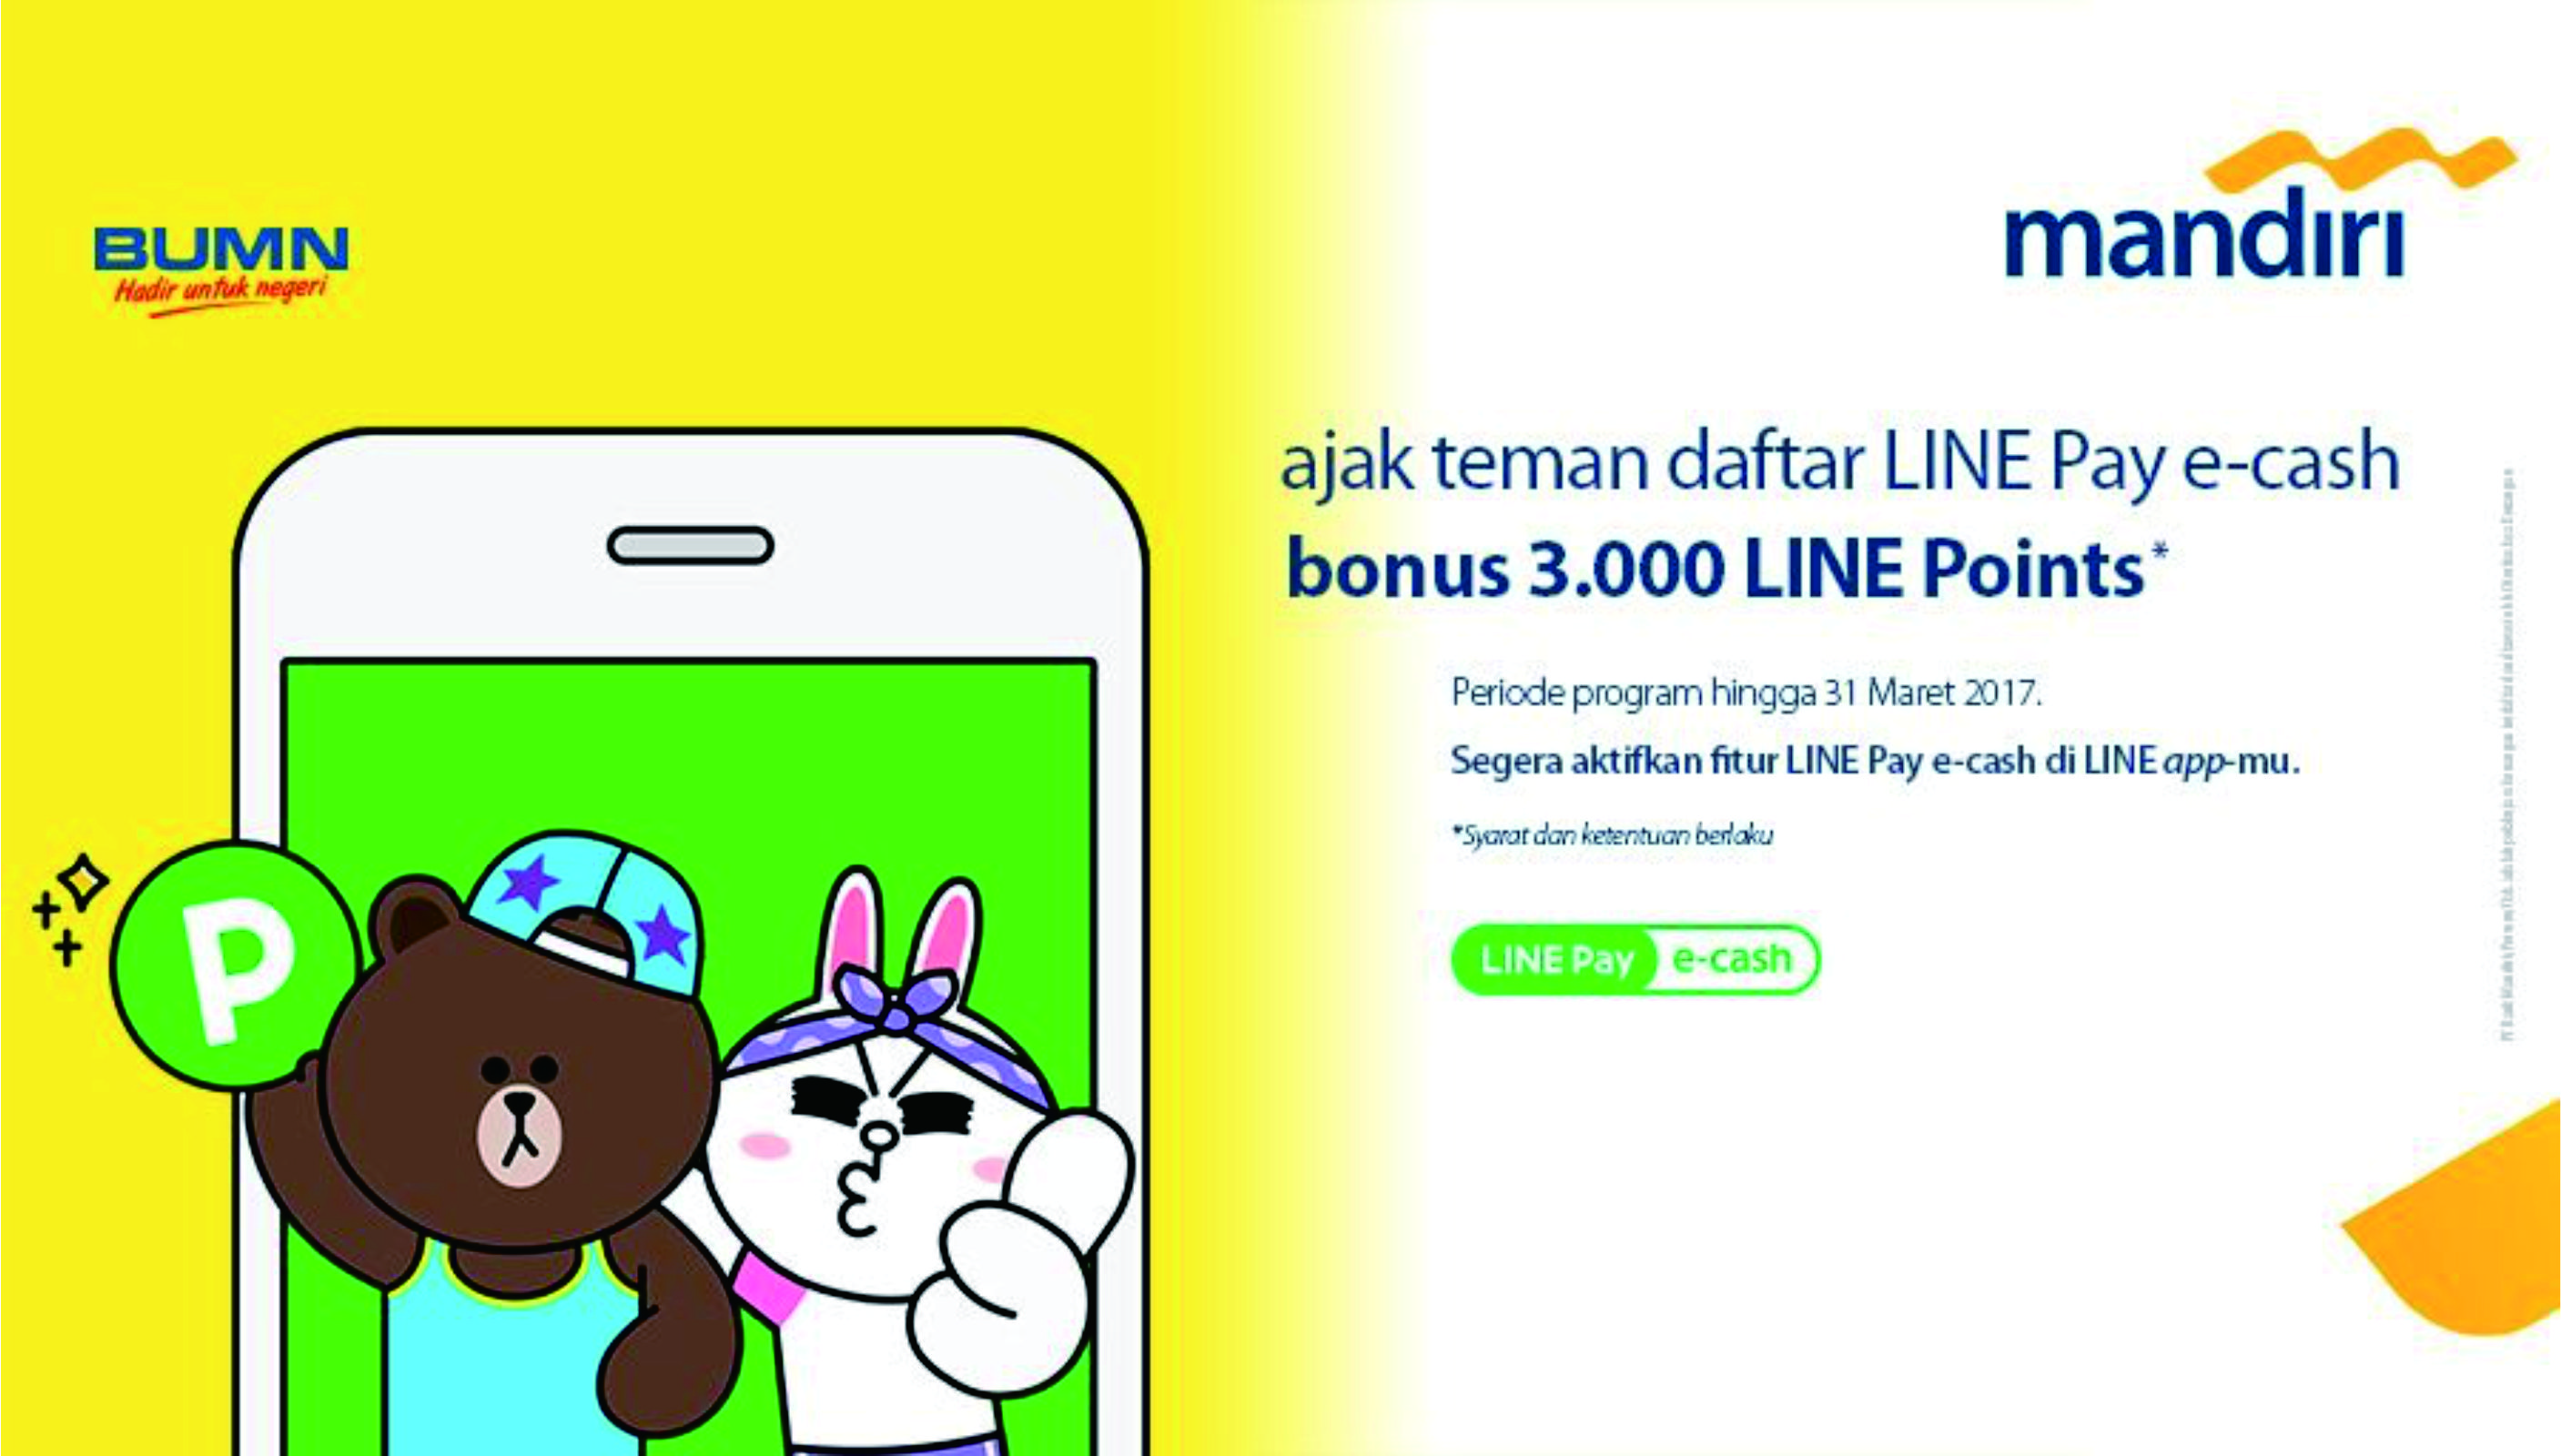 BUMN
Hadir untuk negeri
mandiri
ajak teman daftar LINE Pay e-cash
bonus 3.000 LINE Points*
Periode program hingga 31 Maret 2017.
Segera aktifkan fitur LINE Pay e-cash di LINE app-mu.
*Syarat dan ketentuan berlaku
LINE Pay e-cash
P